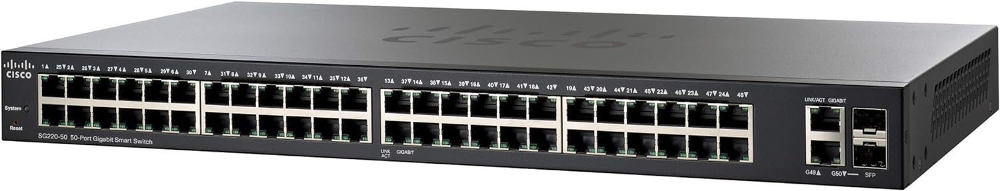 CISCO
CISCO
1▲ 25▼ 2▲ 26▼ 3▲ 27▼ 4▲ 28▼ 5▲ 29▼ 6▲ 30▼ 7▲ 31▼ 8▲ 32▼ 9▲ 33▼ 10▲ 34▼ 11▲ 35▼ 12▲ 36▼ 13▲ 37▼ 14▲ 38▼ 15▲ 39▼ 16▲ 40▼ 17▲ 41▼ 18▲ 42▼ 19▲ 43▼ 20▲ 44▼ 21▲ 45▼ 22▲ 46▼ 23▲ 47▼ 24▲ 48▼
LINK/ACT GIGABIT
System
Reset
SG220-50 50-Port Gigabit Smart Switch
LINK GIGABIT
ACT
G49▲ G50▼ SFP